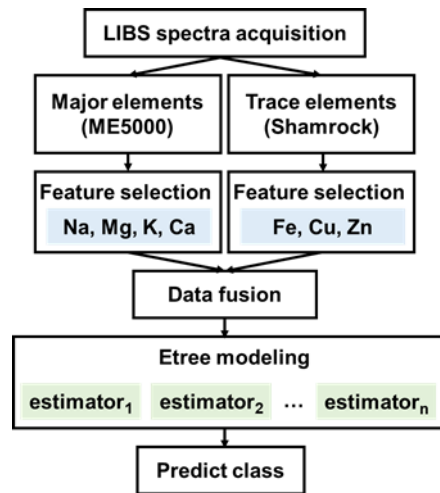 LIBS spectra acquisition
Major elements
(ME5000)
Trace elements
(Shamrock)
Feature selection
Na, Mg, K, Ca
Feature selection
Fe, Cu, Zn
Data fusion
Etree modeling
estimator₁ estimator₂ … estimatorₙ
Predict class